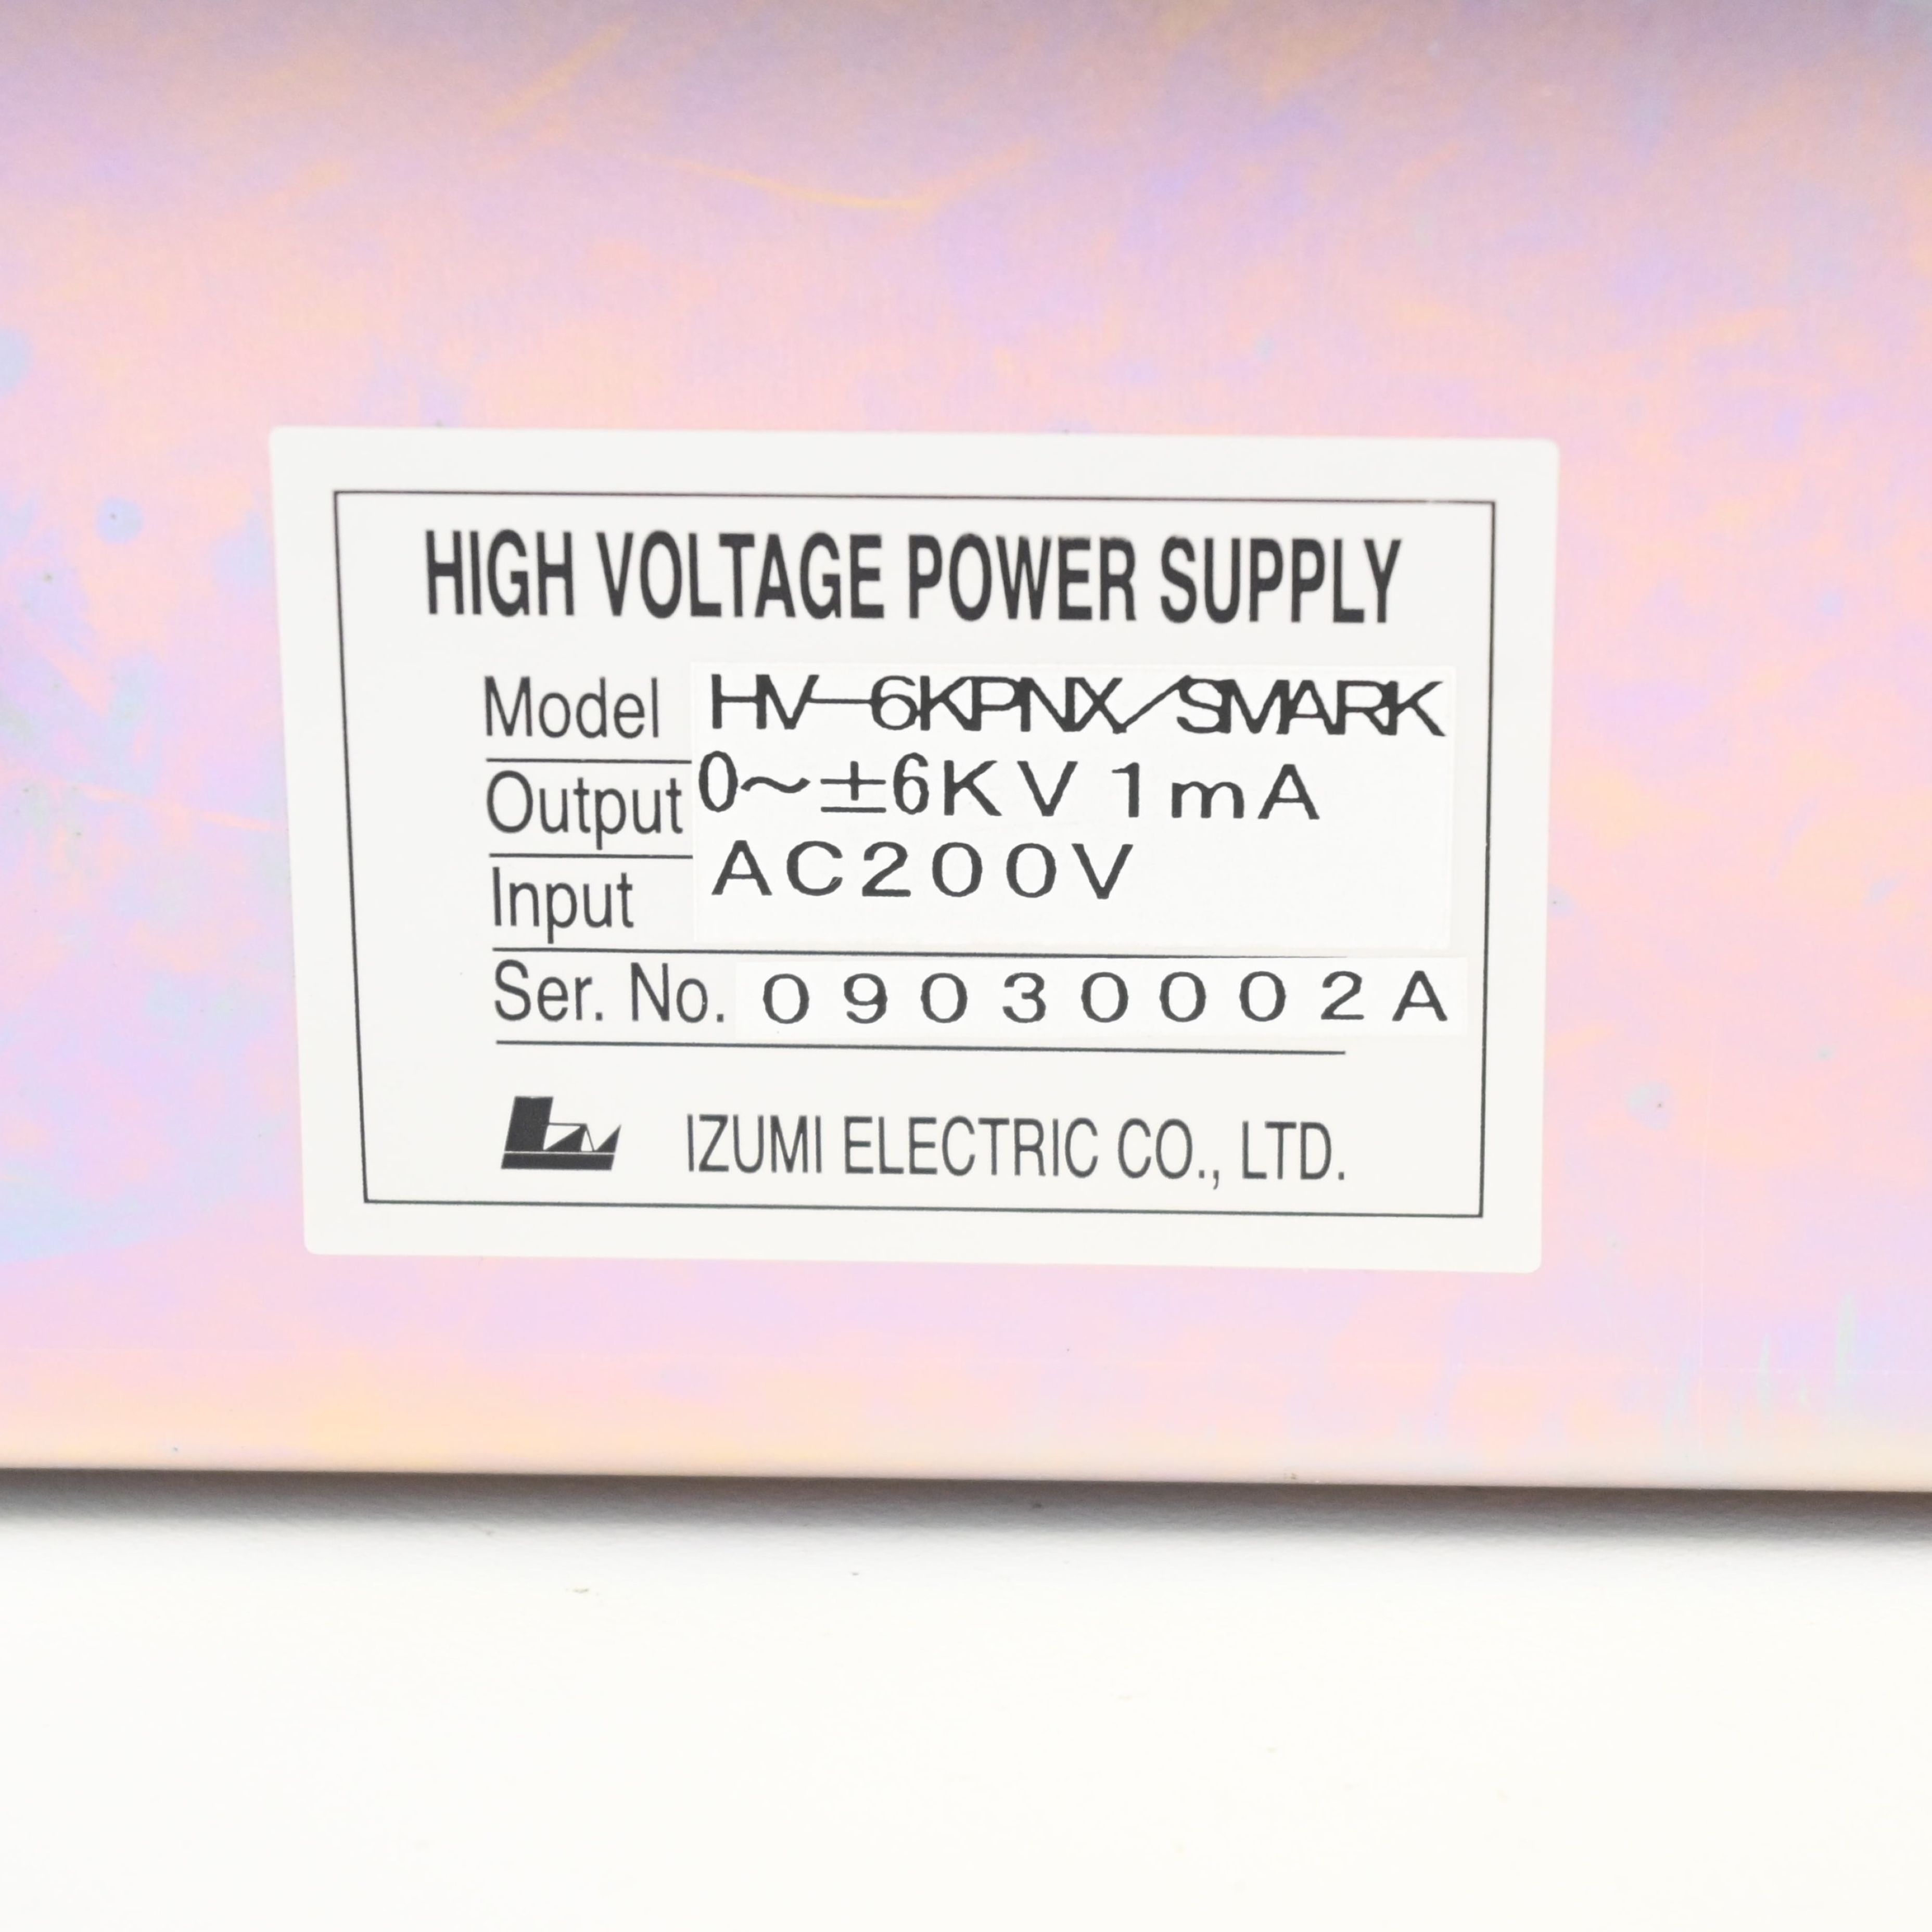 HIGH VOLTAGE POWER SUPPLY
Model HV-6KPNX/SMARK
Output 0~±6KV 1mA
Input AC200V
Ser. No. 09030002A
IZUMI ELECTRIC CO., LTD.